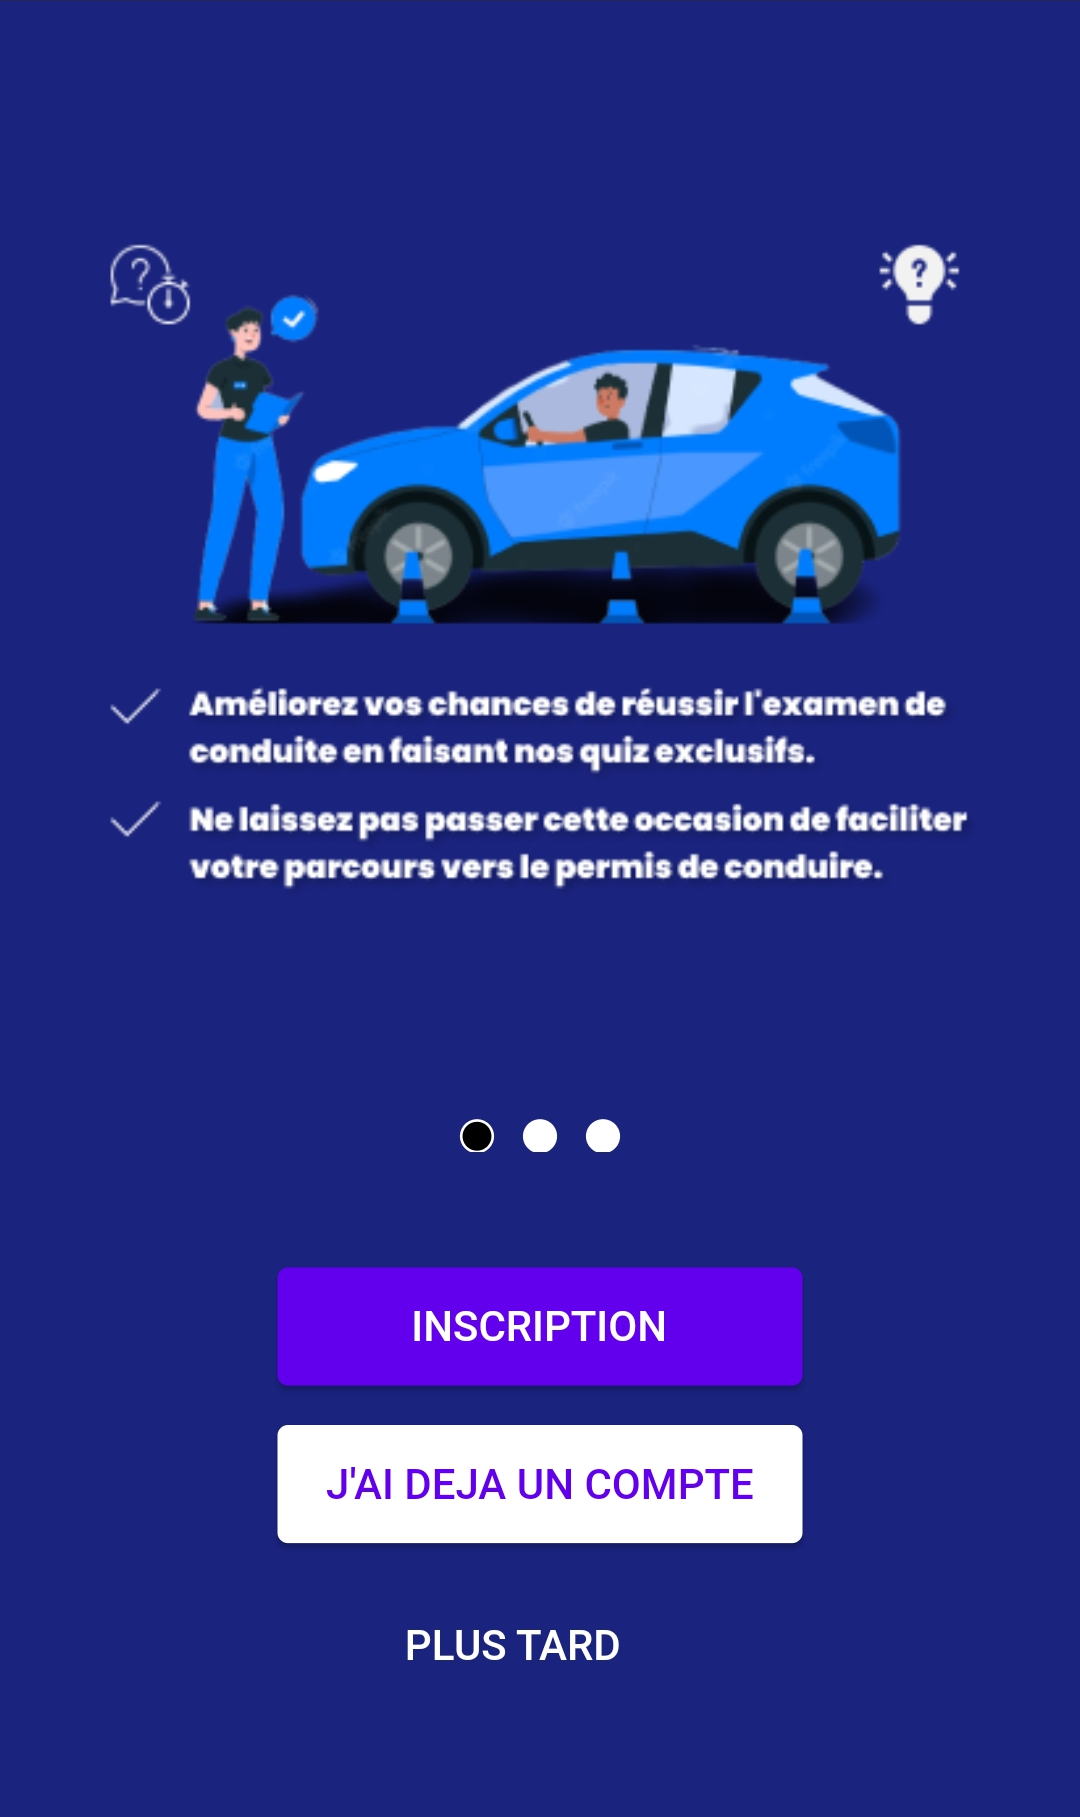 Améliorez vos chances de réussir l'examen de
conduite en faisant nos quiz exclusifs.
Ne laissez pas passer cette occasion de faciliter
votre parcours vers le permis de conduire.
INSCRIPTION
J'AI DEJA UN COMPTE
PLUS TARD